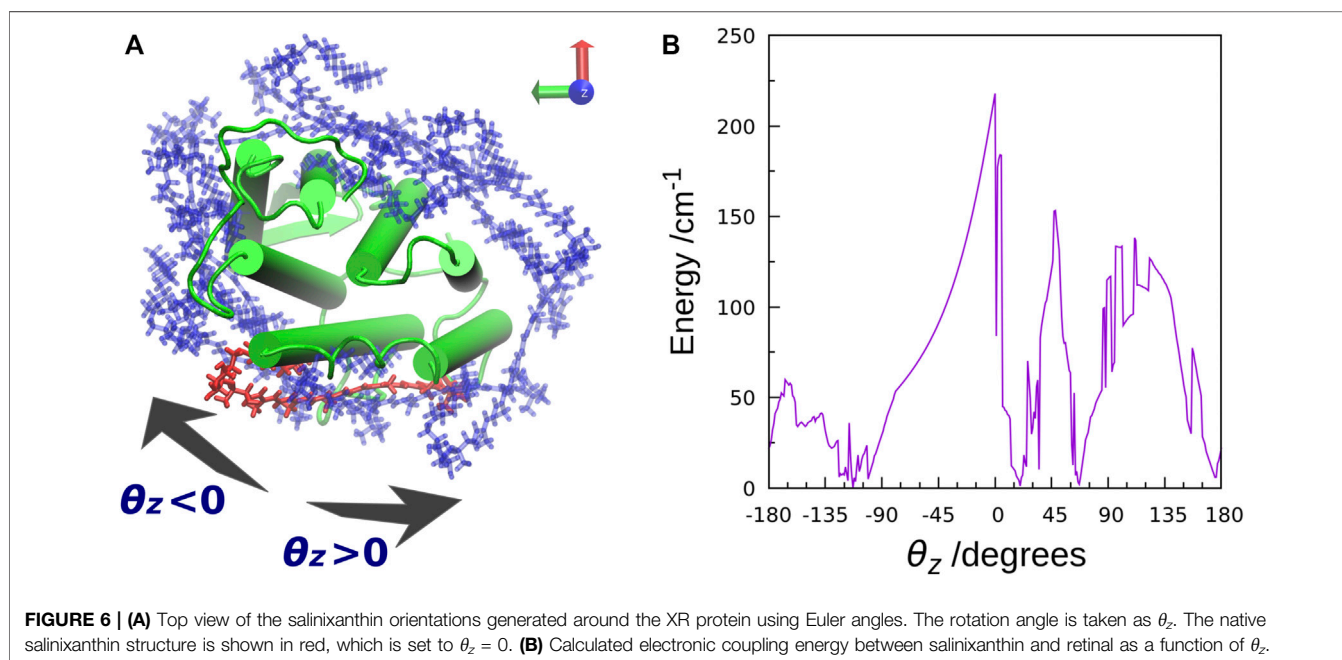 A
z
θz<0
θz>0
B
Energy /cm-1
250
200
150
100
50
0
-180 -135 -90 -45 0 45 90 135 180
θz /degrees
FIGURE 6 | (A) Top view of the salinixanthin orientations generated around the XR protein using Euler angles. The rotation angle is taken as θz. The native
salinixanthin structure is shown in red, which is set to θz = 0. (B) Calculated electronic coupling energy between salinixanthin and retinal as a function of θz.